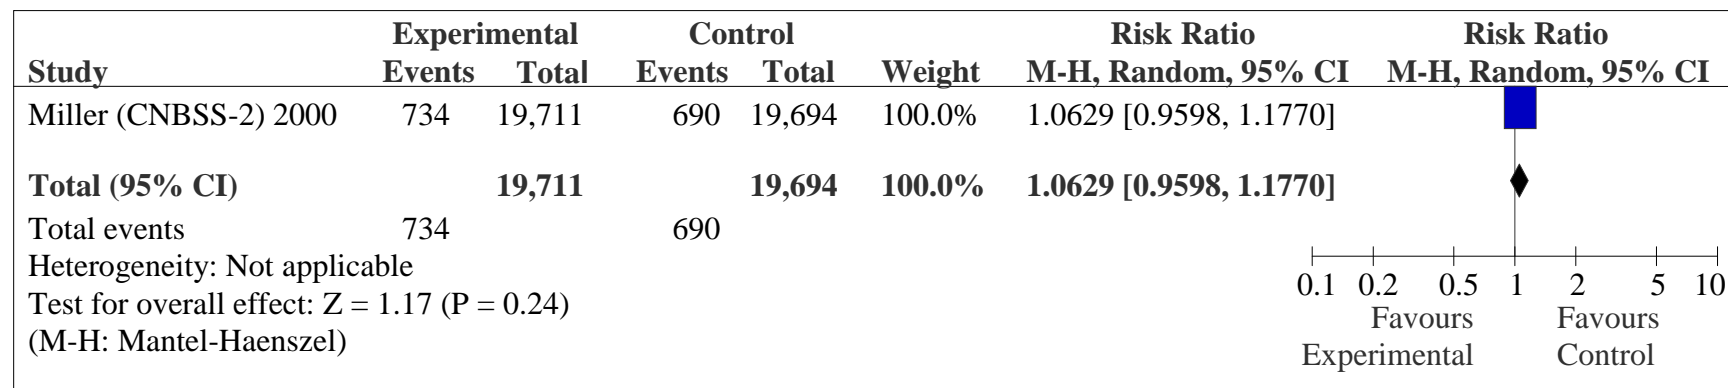 Experimental Control Risk Ratio Risk Ratio
Study Events Total Events Total Weight M-H, Random, 95% CI M-H, Random, 95% CI
Miller (CNBSS-2) 2000 734 19,711 690 19,694 100.0% 1.0629 [0.9598, 1.1770]
Total (95% CI) 19,711 19,694 100.0% 1.0629 [0.9598, 1.1770]
Total events 734 690
Heterogeneity: Not applicable
Test for overall effect: Z = 1.17 (P = 0.24)
(M-H: Mantel-Haenszel)
0.1 0.2 0.5 1 2 5 10
Favours Favours
Experimental Control